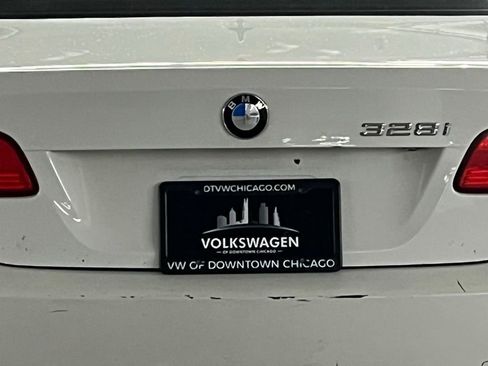 BMW
328i
DTVWCHICAGO.COM
VOLKSWAGEN
OF DOWNTOWN CHICAGO
VW OF DOWNTOWN CHICAGO